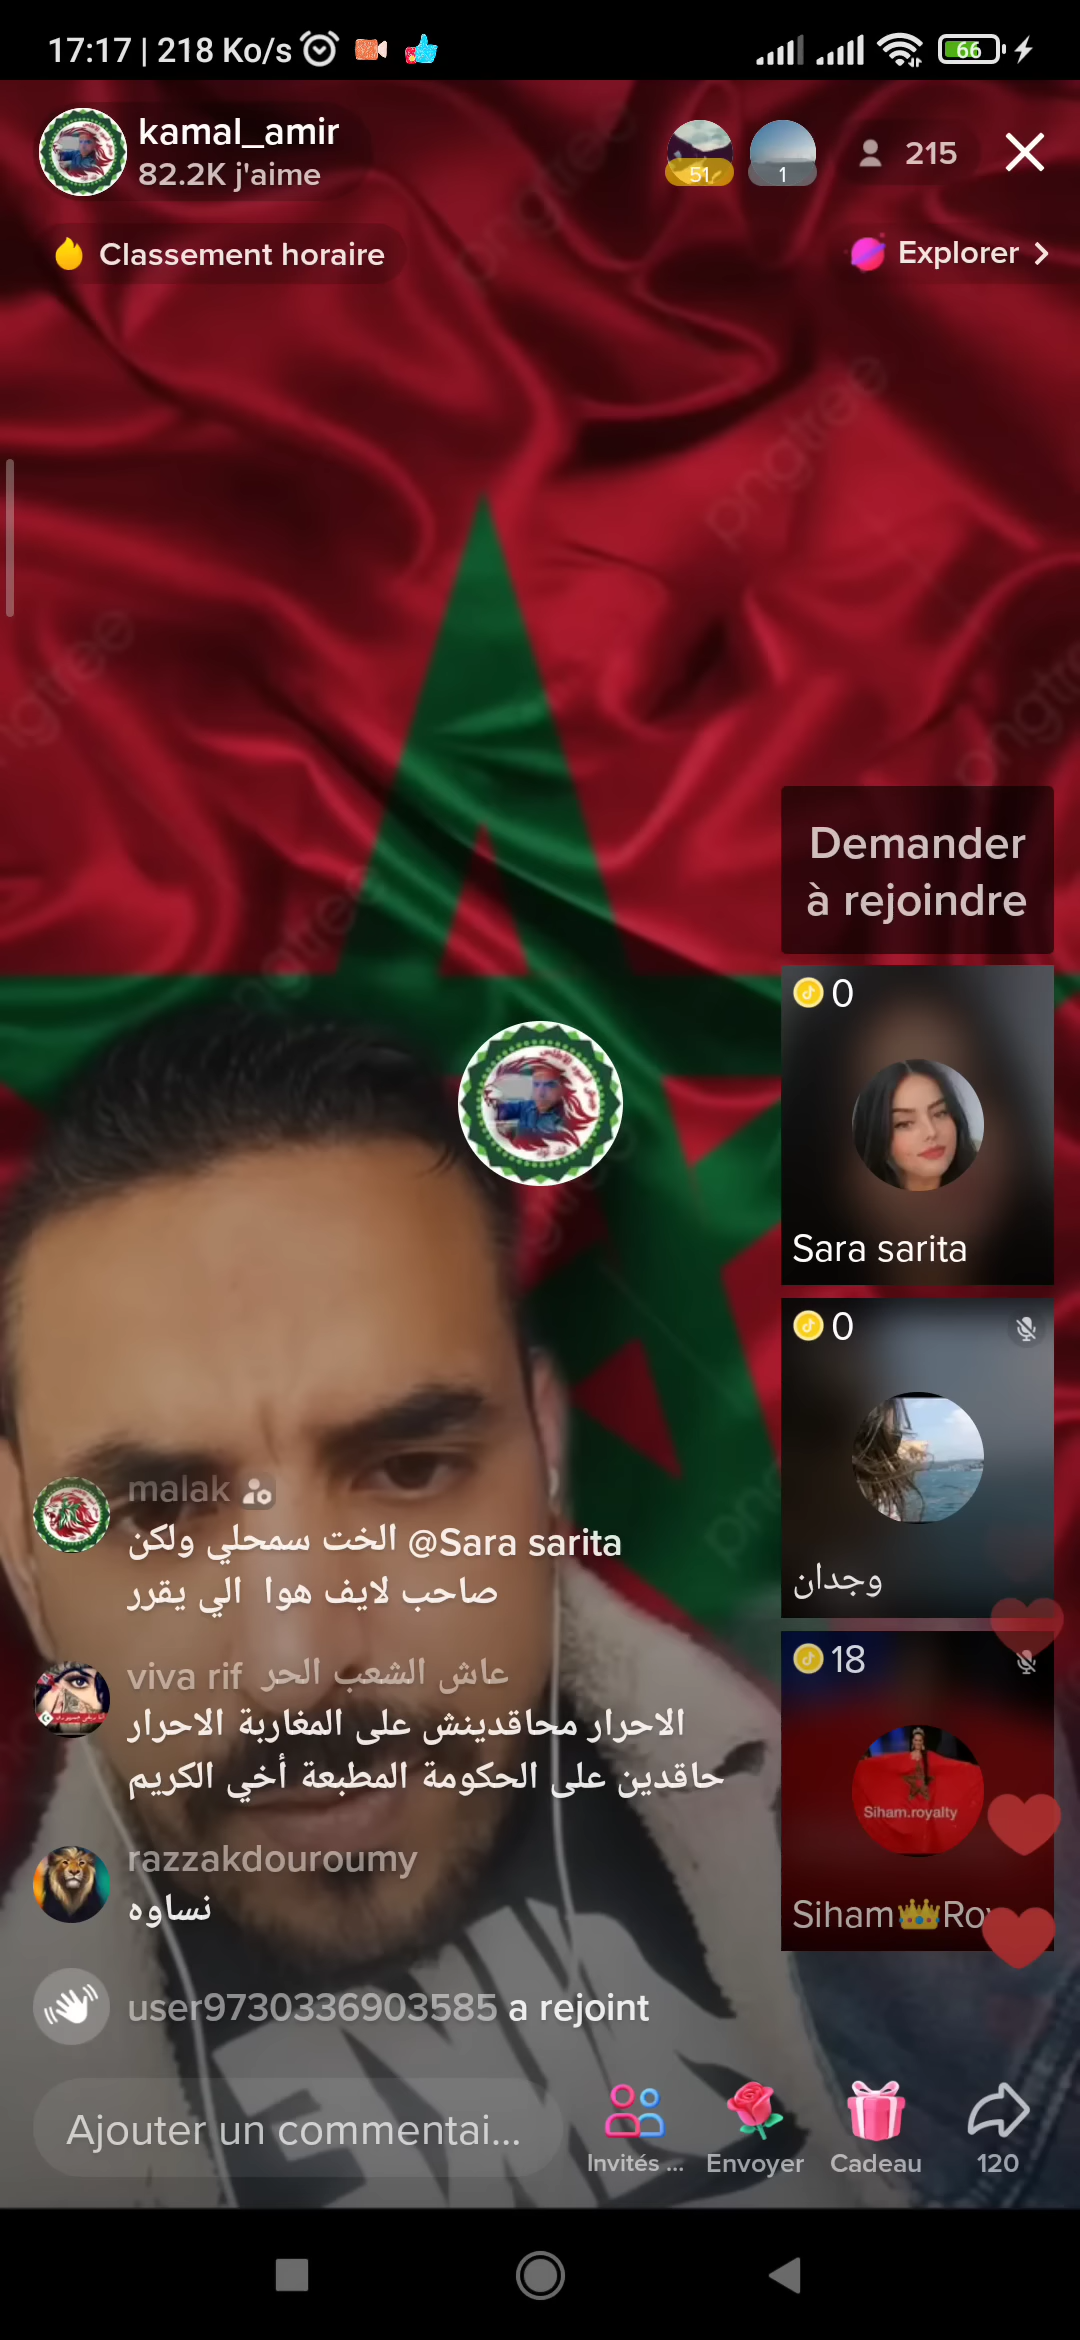 17:17 | 218 Ko/s
66
kamal_amir
82.2K j'aime
51
1
215
Classement horaire
Explorer
pngtree
pngtree
Demander
à rejoindre
0
Sara sarita
0
وجدان
18
Siham.royalty
Siham👑Ro
malak
@Sara sarita الخت سمحلي ولكن
صاحب لايف هوا الي يقرر
viva rif عاش الشعب الحر
الاحرار محاقدينش على المغاربة الاحرار
حاقدين على الحكومة المطبعة أخي الكريم
razzakdouroumy
نساوه
user9730336903585 a rejoint
Ajouter un commentai...
Invités ...
Envoyer
Cadeau
120